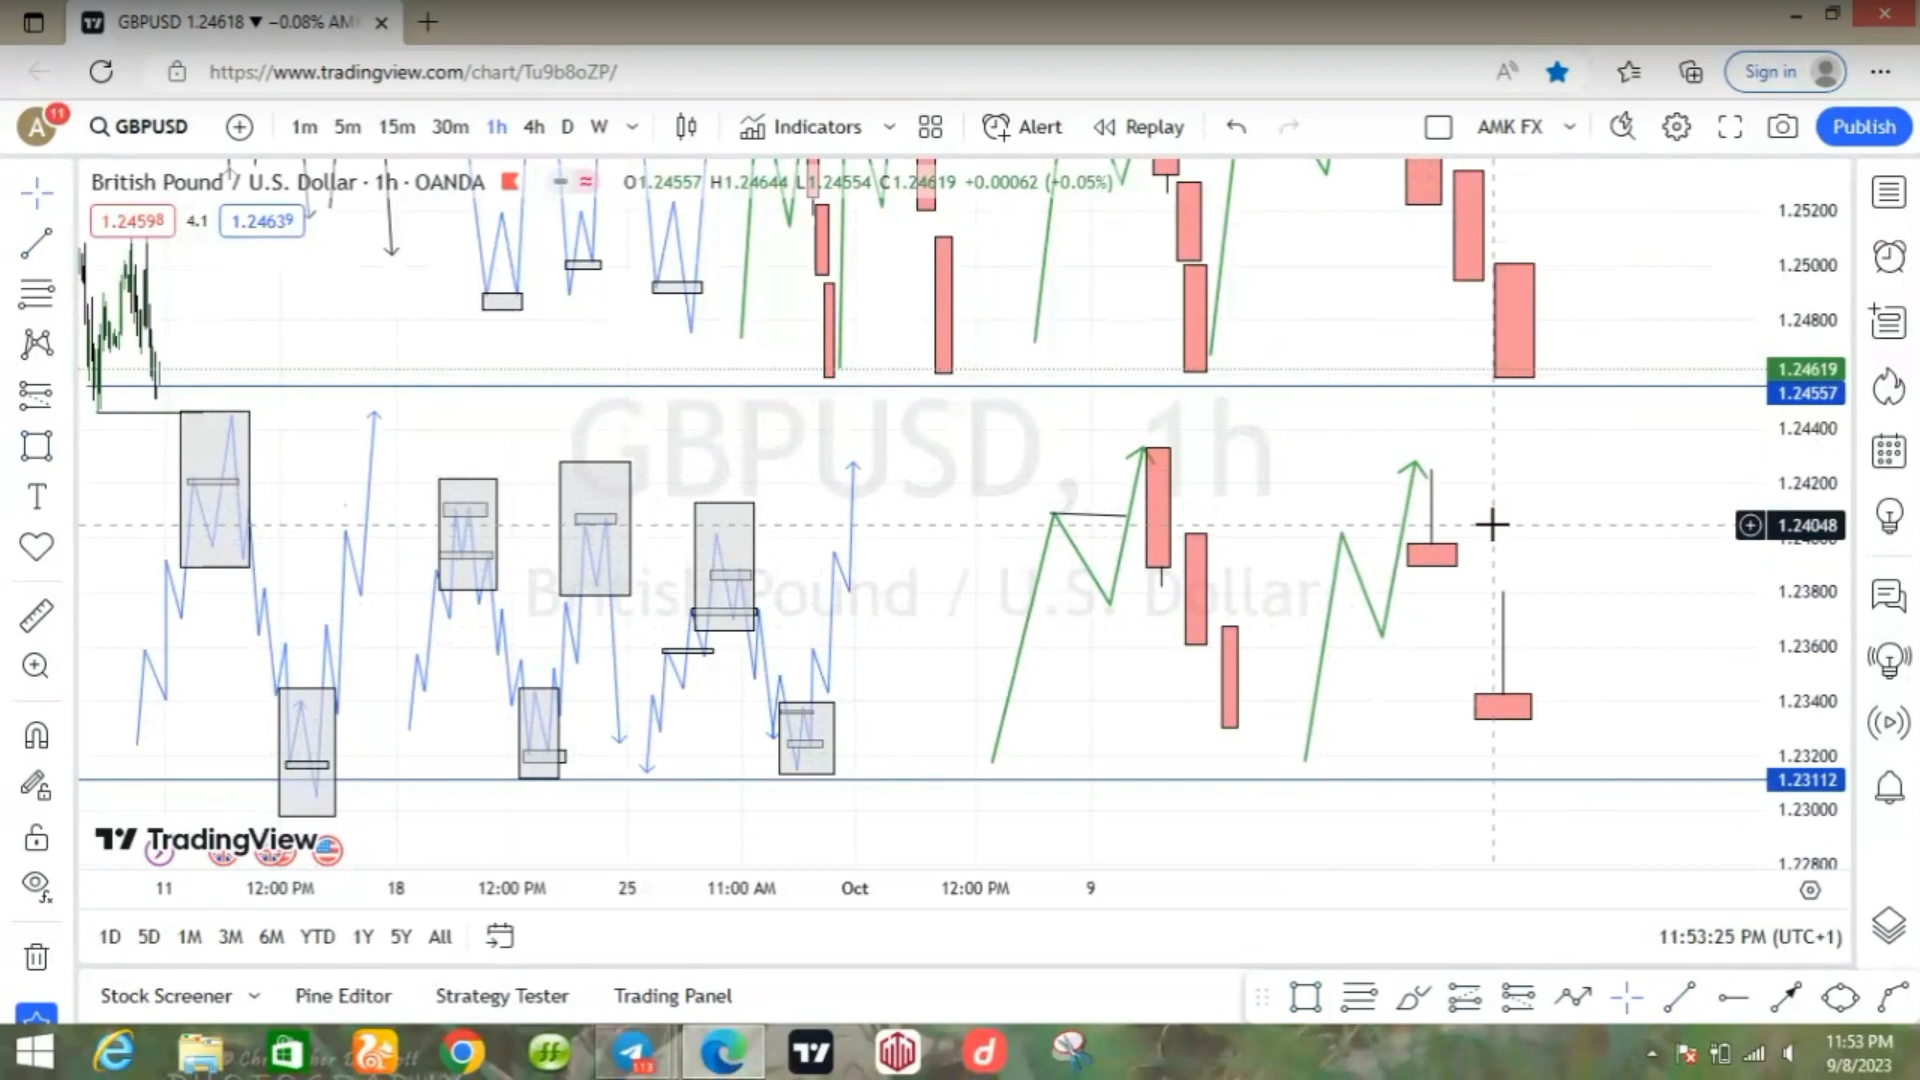 GBPUSD 1.24618 ▼ −0.08% AM
https://www.tradingview.com/chart/Tu9b8oZP/
Sign in
A 11 GBPUSD 1m 5m 15m 30m 1h 4h D W Indicators Alert Replay AMK FX Publish
British Pound / U.S. Dollar · 1h · OANDA O1.24557 H1.24644 L1.24554 C1.24619 +0.00062 (+0.05%)
1.24598 4.1 1.24639
1.25200
1.25000
1.24800
1.24619
1.24557
1.24400
1.24200
1.24048
1.23800
1.23600
1.23400
1.23200
1.23112
1.23000
1.22800
GBPUSD, 1h
British Pound / U.S. Dollar
TradingView
11 12:00 PM 18 12:00 PM 25 11:00 AM Oct 12:00 PM 9
1D 5D 1M 3M 6M YTD 1Y 5Y All 11:53:25 PM (UTC+1)
Stock Screener Pine Editor Strategy Tester Trading Panel
113
11:53 PM
9/8/2023